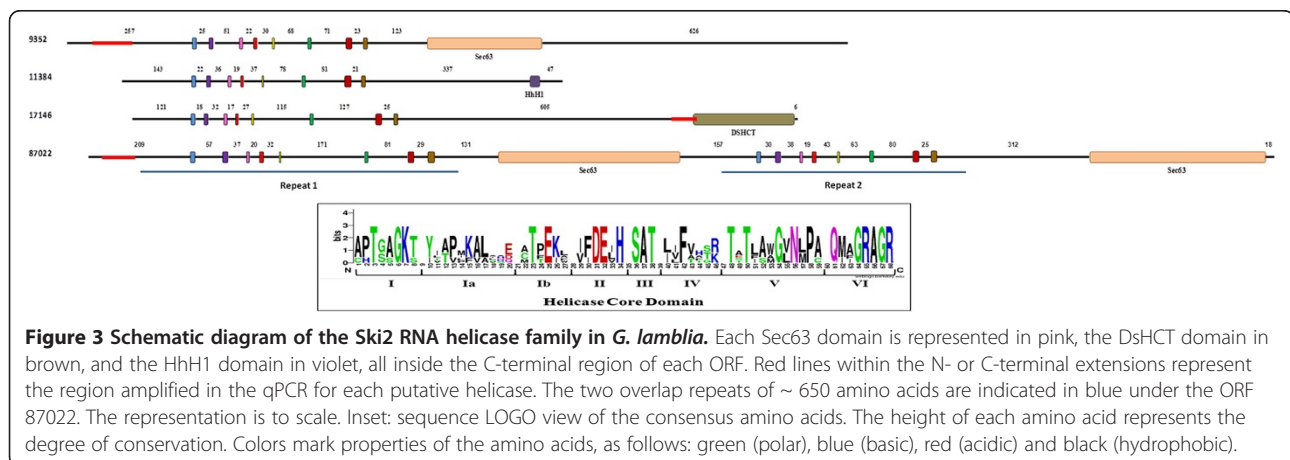 257 25 51 22 30 65 71 23 123 626
9352
Sec63
143 22 36 19 37 78 51 21 337 47
11384
HhH1
121 15 32 17 27 115 127 25 605 6
17146
DSHCT
209 57 37 20 32 171 81 29 131 157 30 38 19 43 63 80 25 312 18
87022
Sec63 Sec63
Repeat 1 Repeat 2
4
3
2
1
0
bits
N C
I Ia Ib II III IV V VI
Helicase Core Domain
Figure 3 Schematic diagram of the Ski2 RNA helicase family in G. lamblia. Each Sec63 domain is represented in pink, the DsHCT domain in
brown, and the HhH1 domain in violet, all inside the C-terminal region of each ORF. Red lines within the N- or C-terminal extensions represent
the region amplified in the qPCR for each putative helicase. The two overlap repeats of ~ 650 amino acids are indicated in blue under the ORF
87022. The representation is to scale. Inset: sequence LOGO view of the consensus amino acids. The height of each amino acid represents the
degree of conservation. Colors mark properties of the amino acids, as follows: green (polar), blue (basic), red (acidic) and black (hydrophobic).